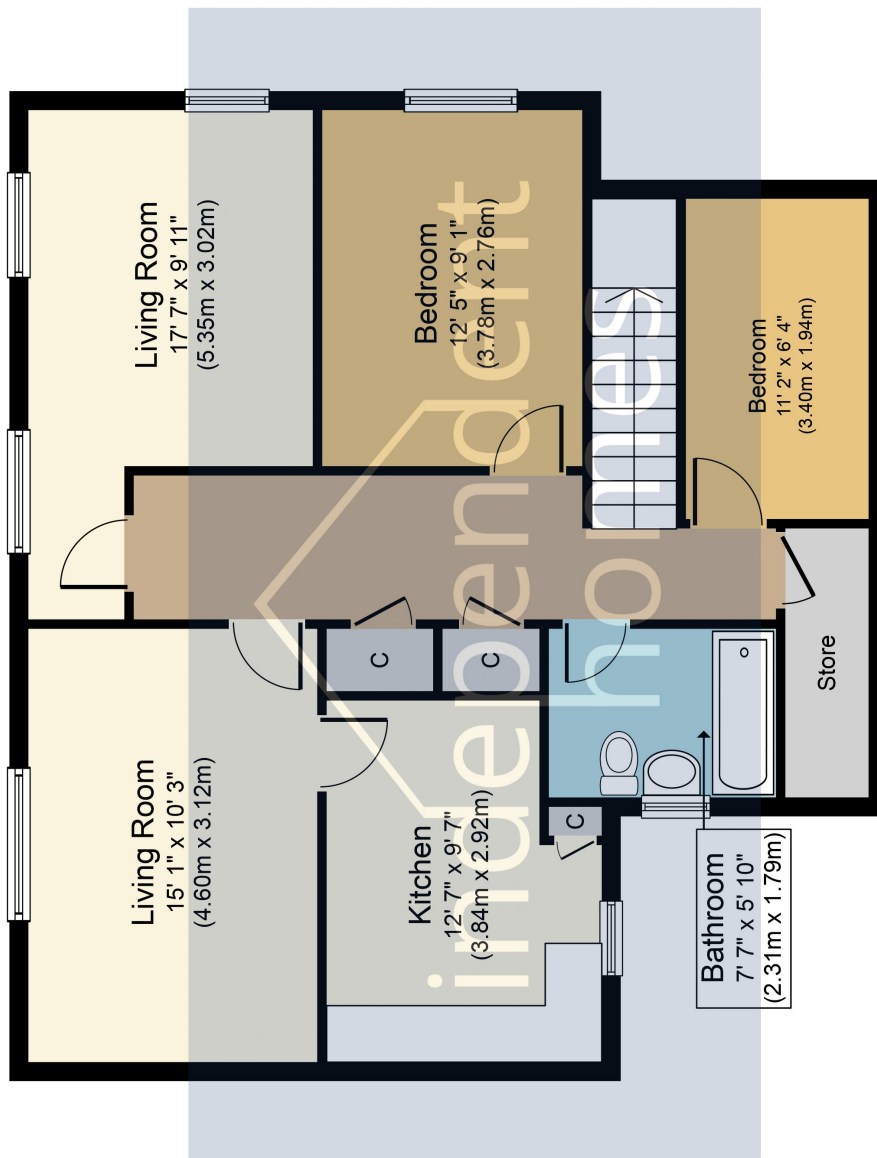 Living Room
17' 7" x 9' 11"
(5.35m x 3.02m)
Bedroom
12' 5" x 9' 1"
(3.78m x 2.76m)
Bedroom
11' 2" x 6' 4"
(3.40m x 1.94m)
Living Room
15' 1" x 10' 3"
(4.60m x 3.12m)
C
C
Kitchen
12' 7" x 9' 7"
(3.84m x 2.92m)
C
Store
Bathroom
7' 7" x 5' 10"
(2.31m x 1.79m)
independent
homes